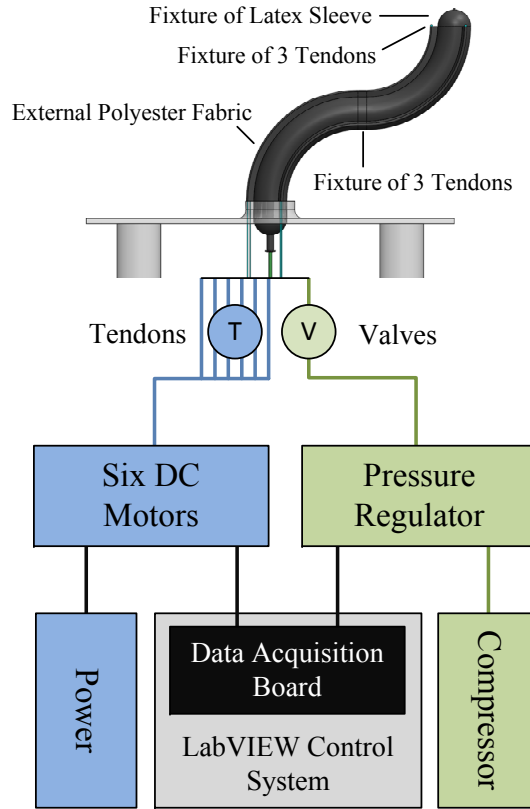 Fixture of Latex Sleeve
Fixture of 3 Tendons
External Polyester Fabric
Fixture of 3 Tendons
Tendons
T
V
Valves
Six DC
Motors
Pressure
Regulator
Power
Data Acquisition
Board
LabVIEW Control
System
Compressor